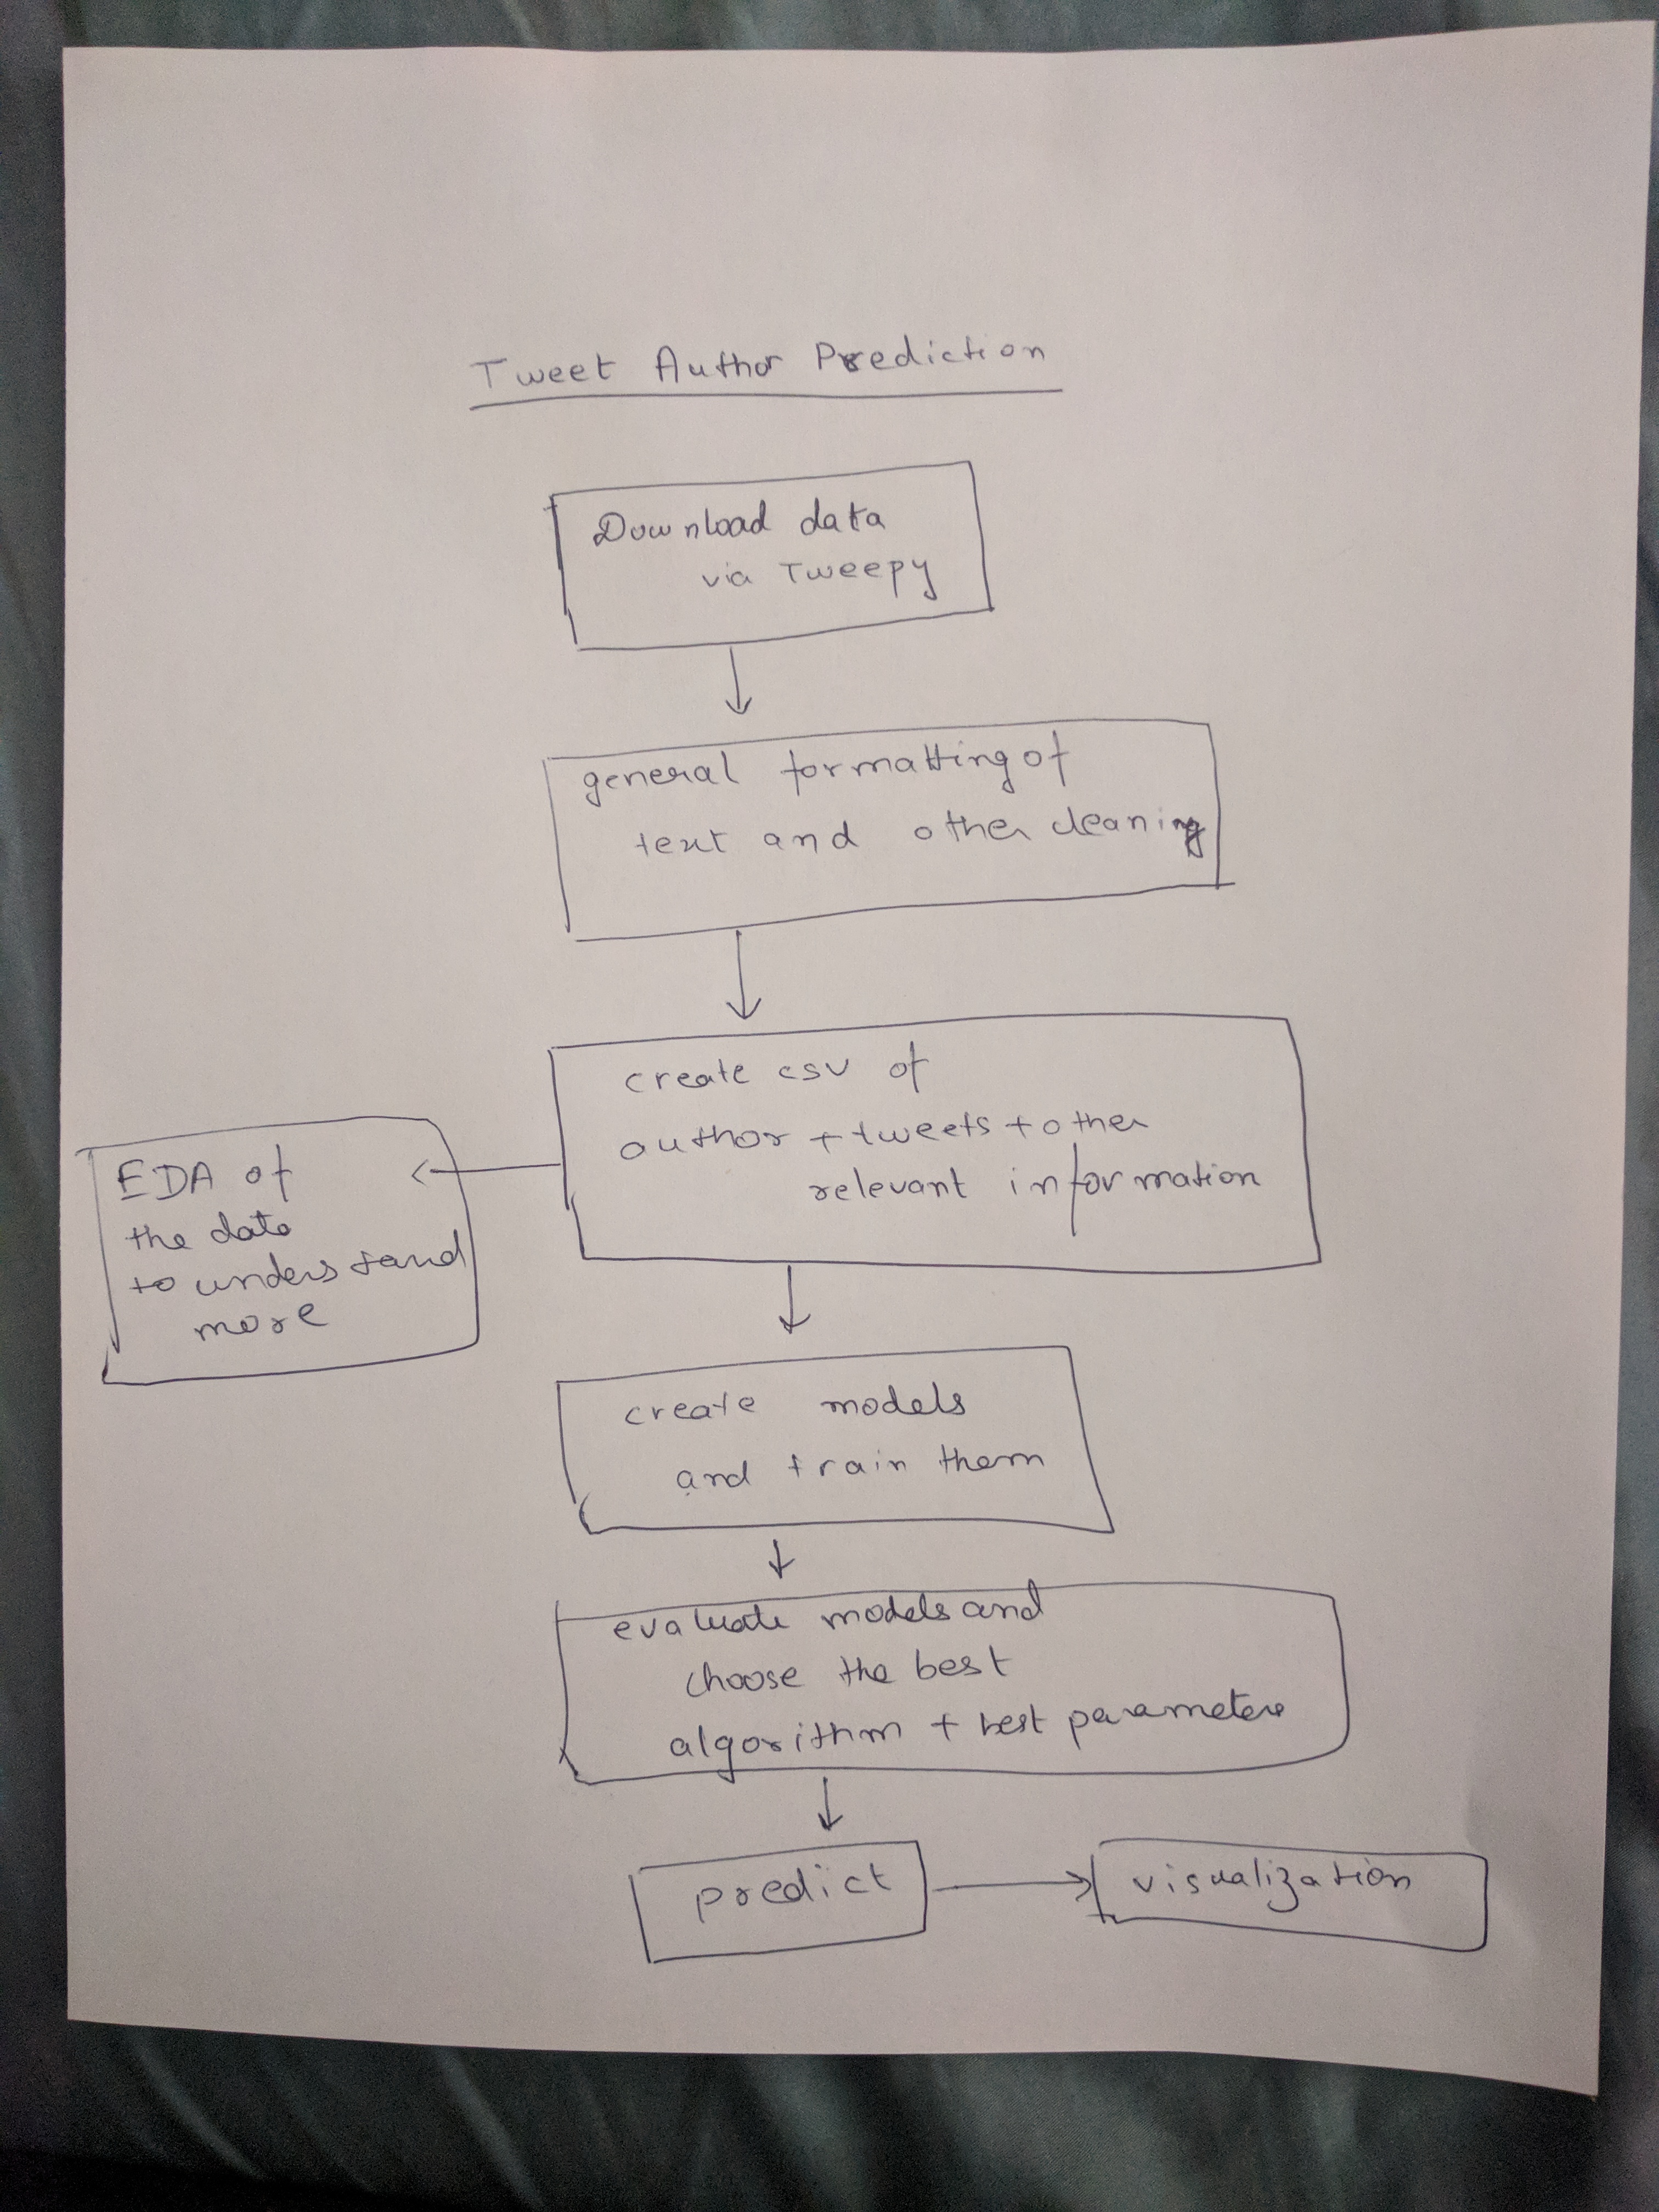 Tweet Author Prediction
Download data
via Tweepy
general formatting of
text and other cleaning
create csv of
author + tweets + other
relevant information
EDA of
the data
to understand
more
create models
and train them
evaluate models and
choose the best
algorithm + best parameters
predict
visualization